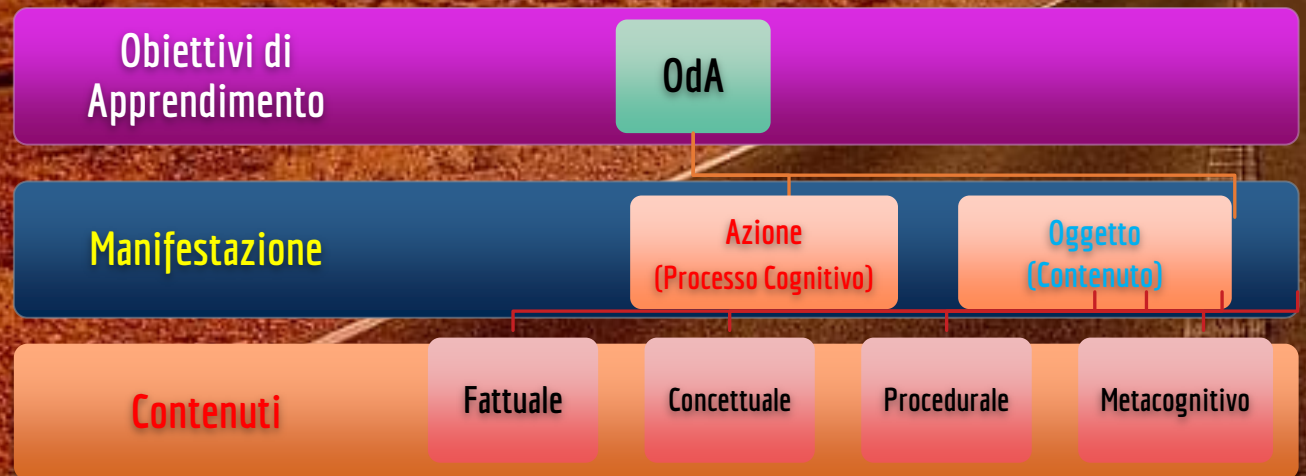 Obiettivi di
Apprendimento
OdA
Manifestazione
Azione
(Processo Cognitivo)
Oggetto
(Contenuto)
Contenuti
Fattuale
Concettuale
Procedurale
Metacognitivo